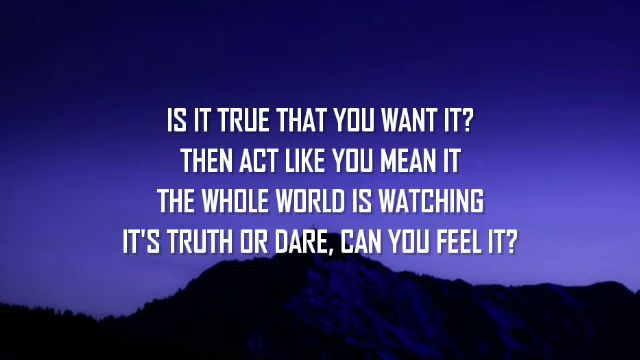 IS IT TRUE THAT YOU WANT IT?
THEN ACT LIKE YOU MEAN IT
THE WHOLE WORLD IS WATCHING
IT'S TRUTH OR DARE, CAN YOU FEEL IT?